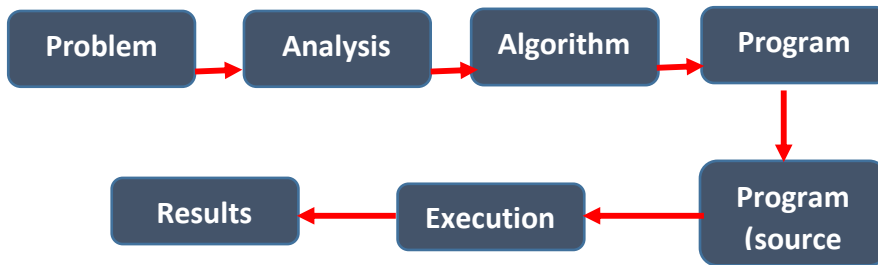 Problem
Analysis
Algorithm
Program
Program
(source
Execution
Results